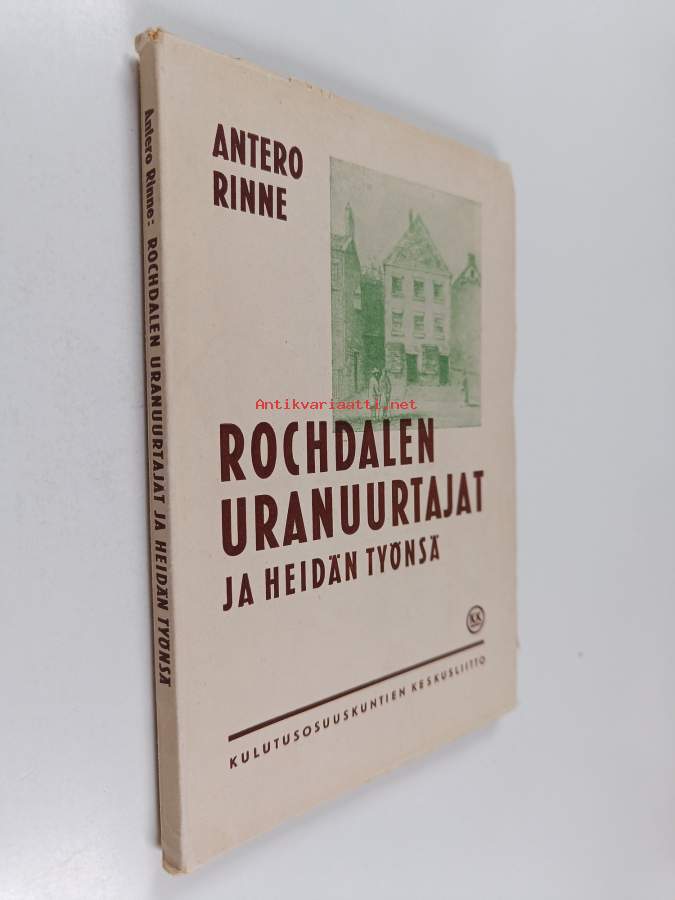 Antero Rinne: ROCHDALEN URANUURTAJAT JA HEIDÄN TYÖNSÄ
ANTERO
RINNE
Antikvariaatti.net
ROCHDALEN
URANUURTAJAT
JA HEIDÄN TYÖNSÄ
KK
KULUTUSOSUUSKUNTIEN KESKUSLIITTO